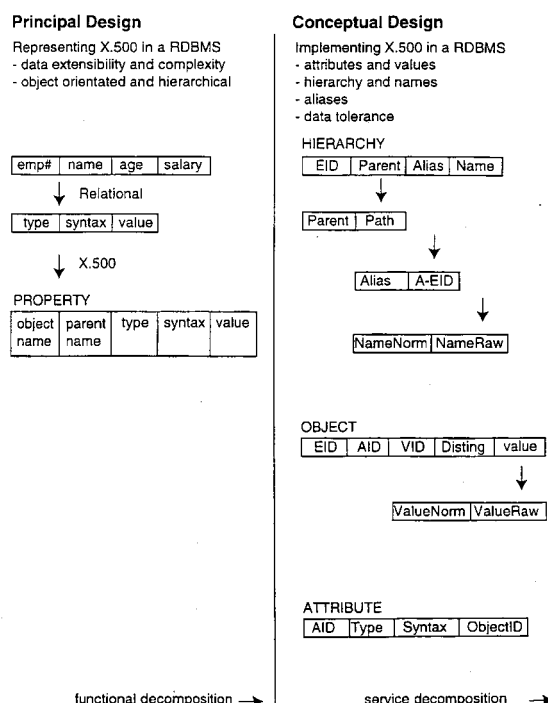 Principal Design
Representing X.500 in a RDBMS
- data extensibility and complexity
- object orientated and hierarchical
emp# name age salary
Relational
type syntax value
X.500
PROPERTY
object name parent name type syntax value
functional decomposition
Conceptual Design
Implementing X.500 in a RDBMS
- attributes and values
- hierarchy and names
- aliases
- data tolerance
HIERARCHY
EID Parent Alias Name
Parent Path
Alias A-EID
NameNorm NameRaw
OBJECT
EID AID VID Disting value
ValueNorm ValueRaw
ATTRIBUTE
AID Type Syntax ObjectID
service decomposition